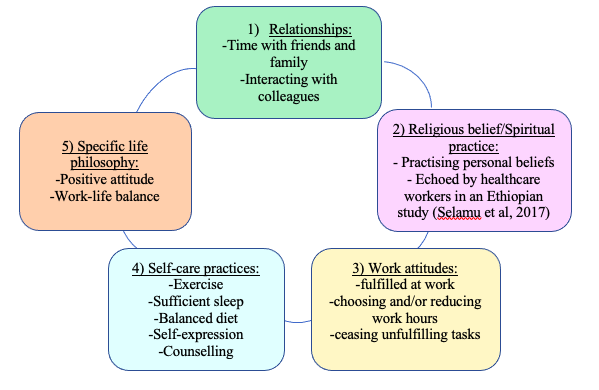 1) Relationships:
-Time with friends and
family
-Interacting with
colleagues
2) Religious belief/Spiritual
practice:
- Practising personal beliefs
- Echoed by healthcare
workers in an Ethiopian
study (Selamu et al, 2017)
3) Work attitudes:
-fulfilled at work
-choosing and/or reducing
work hours
-ceasing unfulfilling tasks
4) Self-care practices:
-Exercise
-Sufficient sleep
-Balanced diet
-Self-expression
-Counselling
5) Specific life
philosophy:
-Positive attitude
-Work-life balance